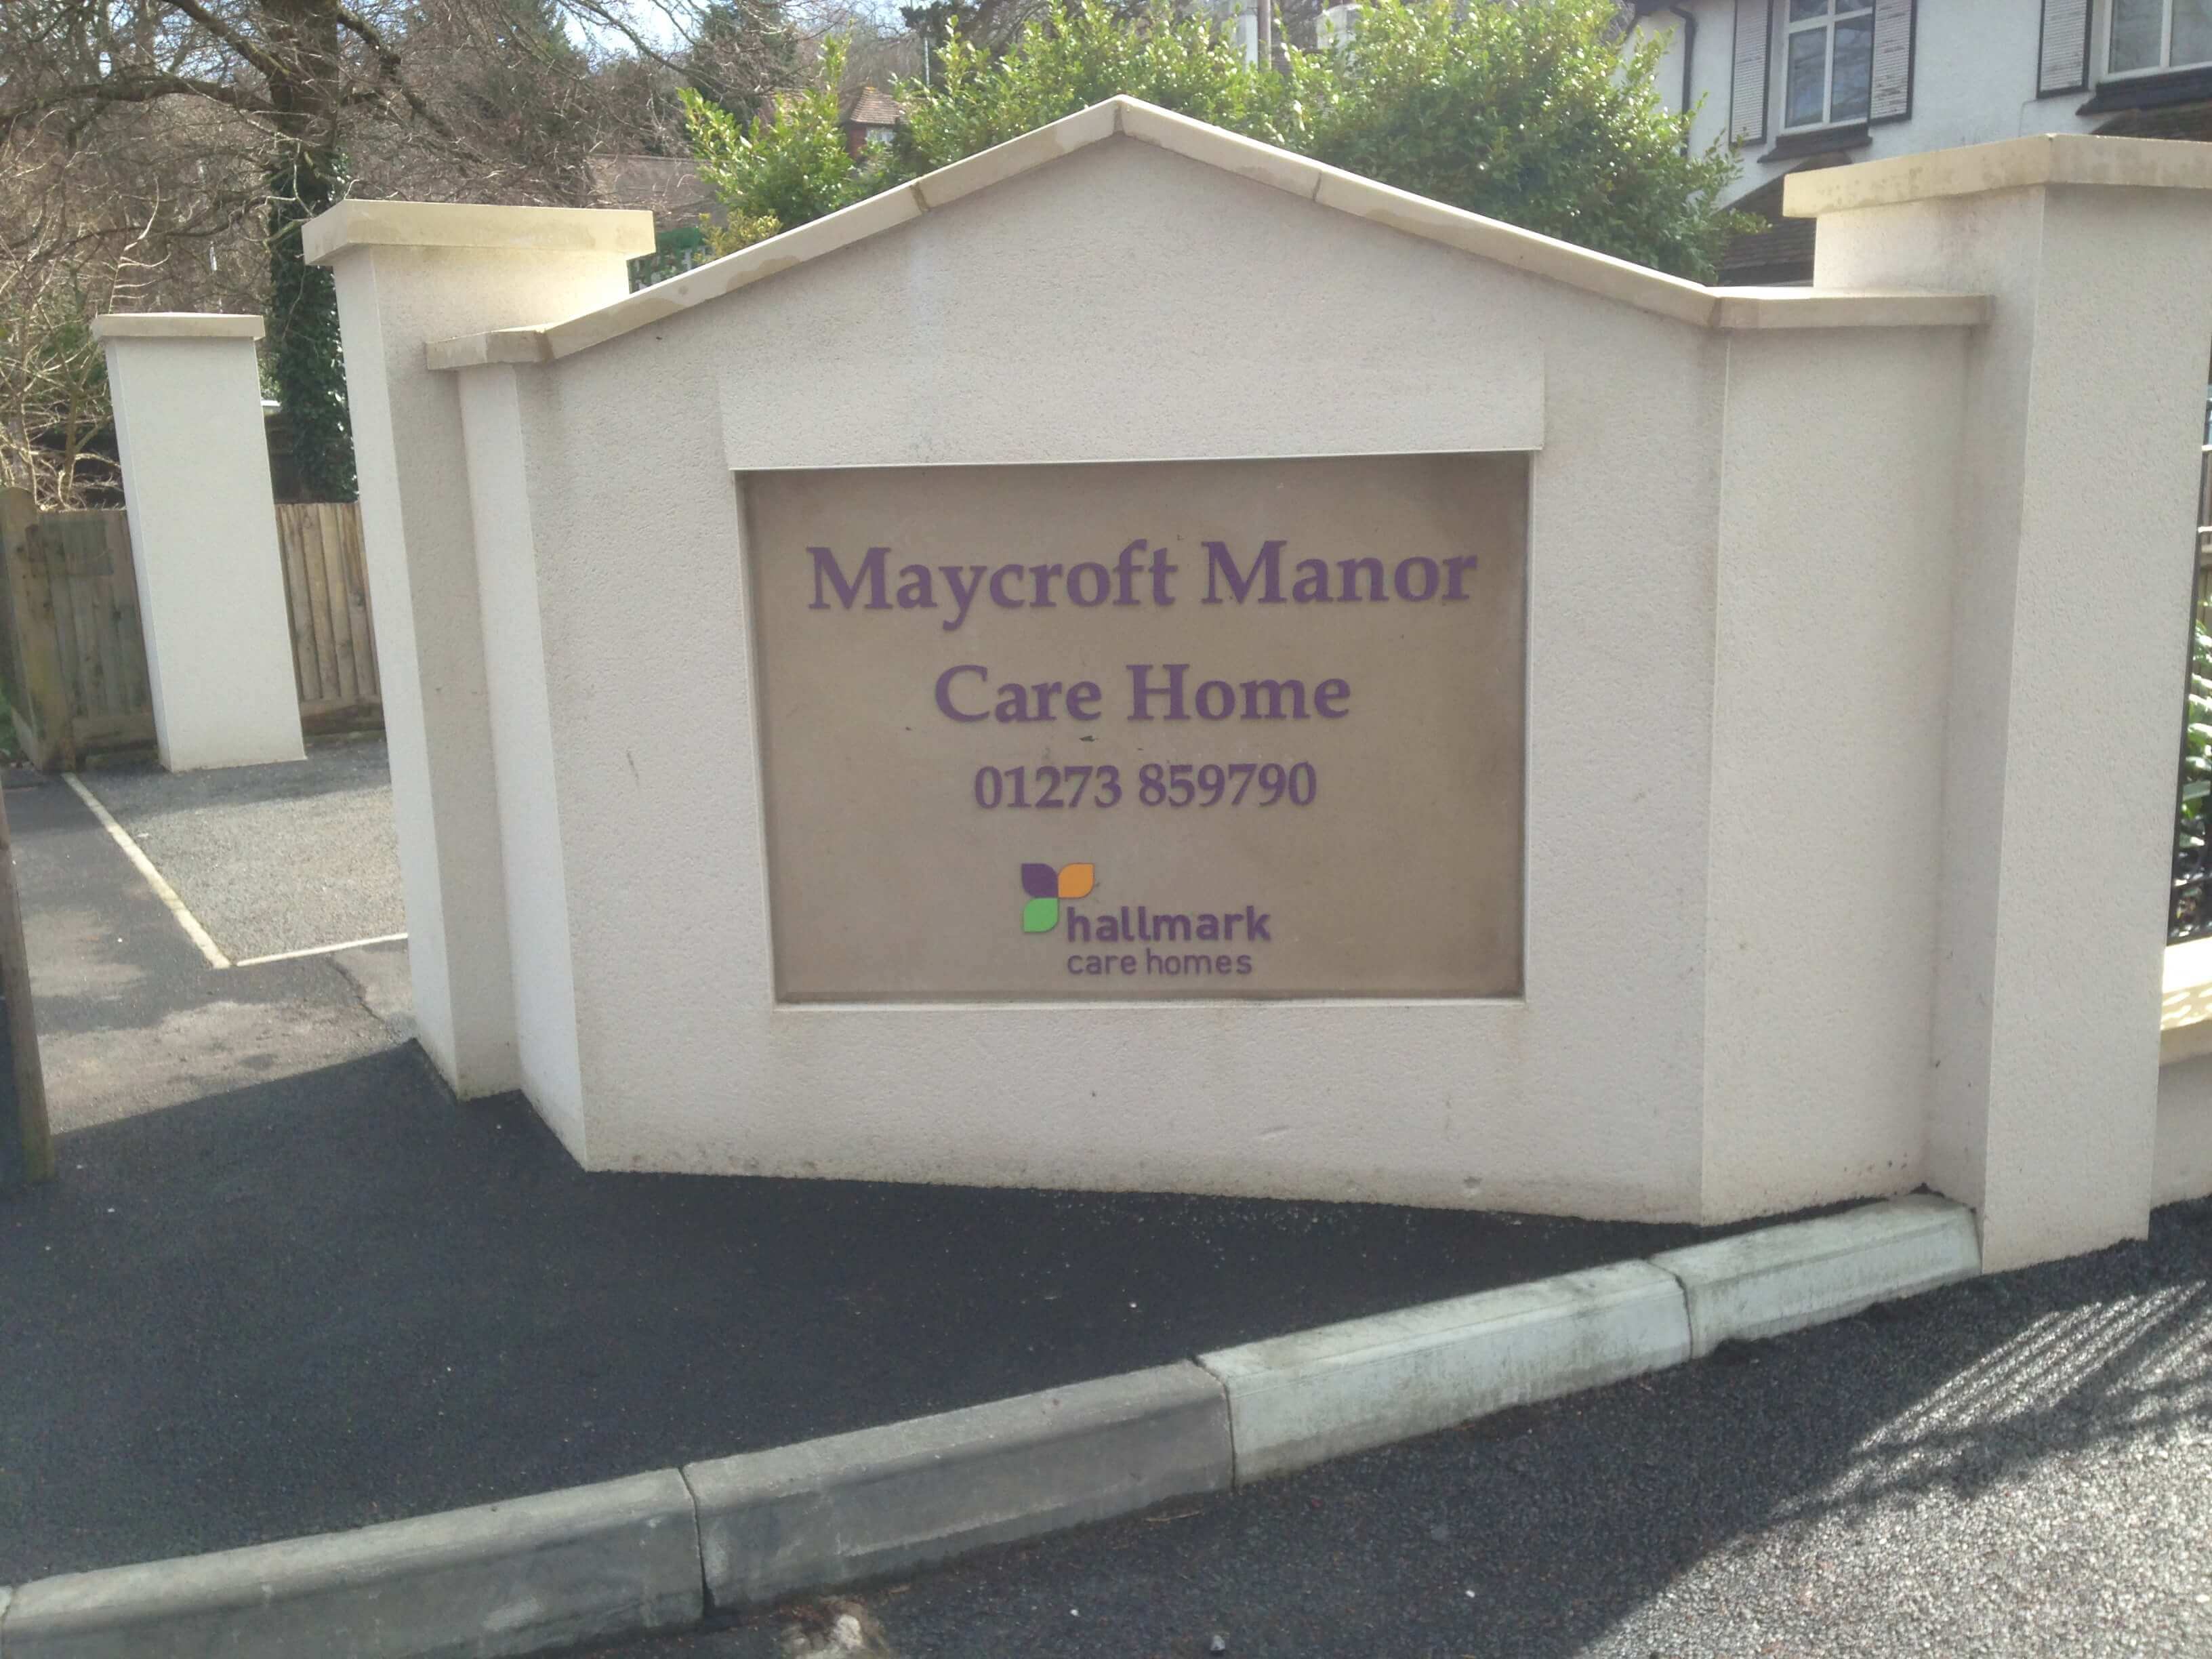 Maycroft Manor
Care Home
01273 859790
hallmark
care homes